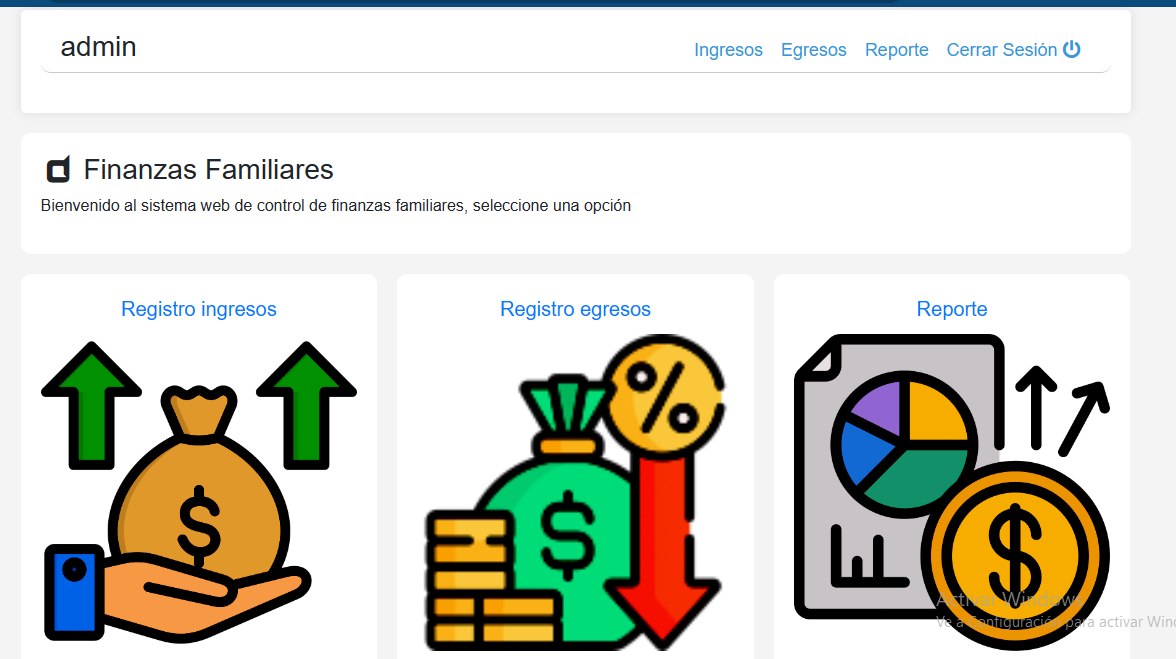 admin
Ingresos Egresos Reporte Cerrar Sesión
Finanzas Familiares
Bienvenido al sistema web de control de finanzas familiares, seleccione una opción
Registro ingresos
Registro egresos
Reporte
$
$
%
$
Activar Windows
Ve a Configuración para activar Win